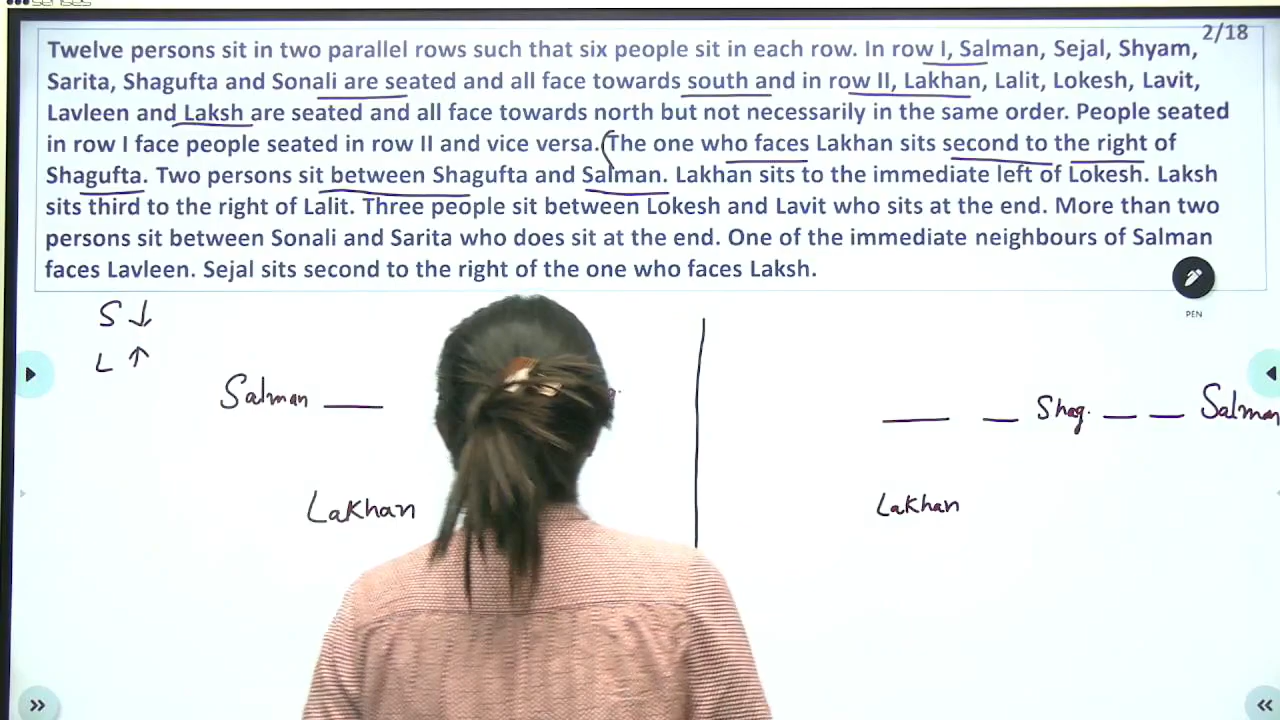 2/18
Twelve persons sit in two parallel rows such that six people sit in each row. In row I, Salman, Sejal, Shyam,
Sarita, Shagufta and Sonali are seated and all face towards south and in row II, Lakhan, Lalit, Lokesh, Lavit,
Lavleen and Laksh are seated and all face towards north but not necessarily in the same order. People seated
in row I face people seated in row II and vice versa. The one who faces Lakhan sits second to the right of
Shagufta. Two persons sit between Shagufta and Salman. Lakhan sits to the immediate left of Lokesh. Laksh
sits third to the right of Lalit. Three people sit between Lokesh and Lavit who sits at the end. More than two
persons sit between Sonali and Sarita who does sit at the end. One of the immediate neighbours of Salman
faces Lavleen. Sejal sits second to the right of the one who faces Laksh.
PEN
S ↓
L ↑
Salman __
__ __ Shag. __ __ Salman
Lakhan
Lakhan